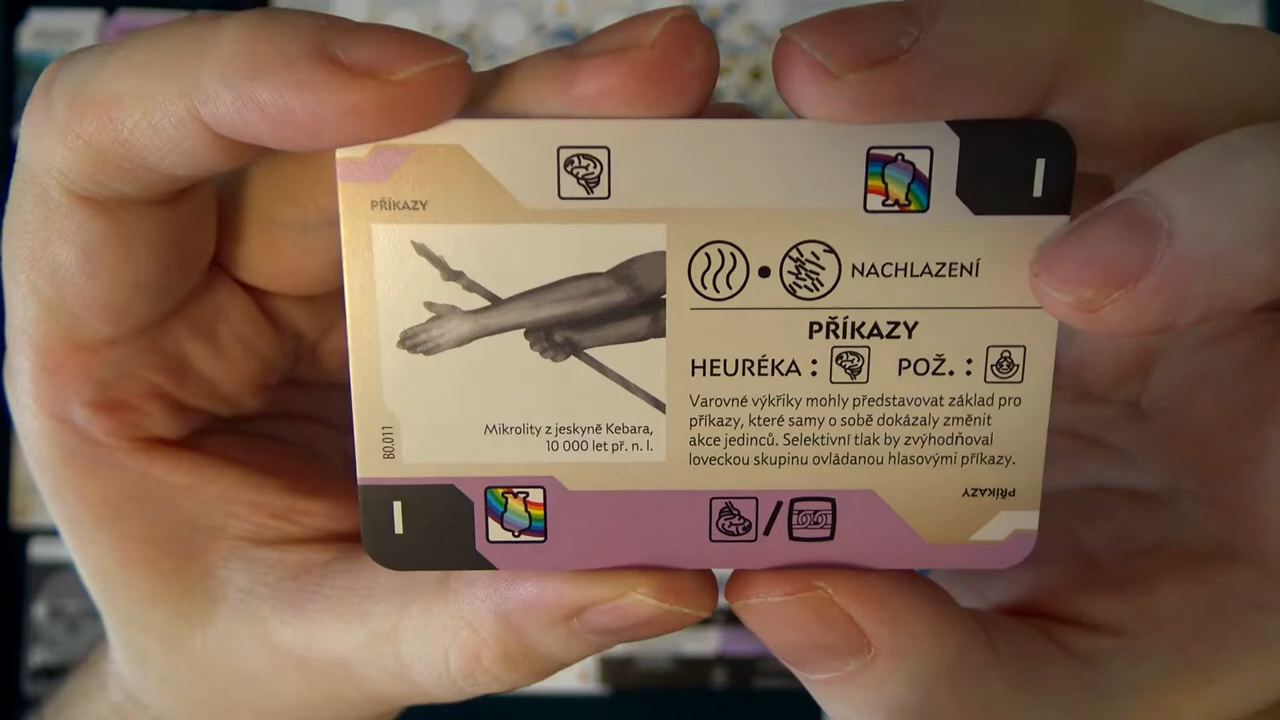 I
PŘÍKAZY
NACHLAZENÍ
PŘÍKAZY
HEURÉKA : POŽ. :
Varovné výkřiky mohly představovat základ pro
příkazy, které samy o sobě dokázaly změnit
akce jedinců. Selektivní tlak by zvýhodňoval
loveckou skupinu ovládanou hlasovými příkazy.
Mikrolity z jeskyně Kebara,
10 000 let př. n. l.
B0.011
PŘÍKAZY
I
/